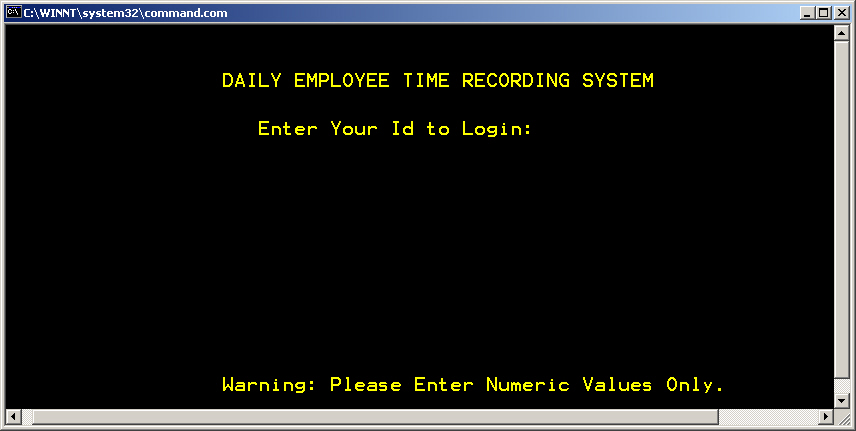 C:\WINNT\system32\command.com
DAILY EMPLOYEE TIME RECORDING SYSTEM
Enter Your Id to Login:
Warning: Please Enter Numeric Values Only.